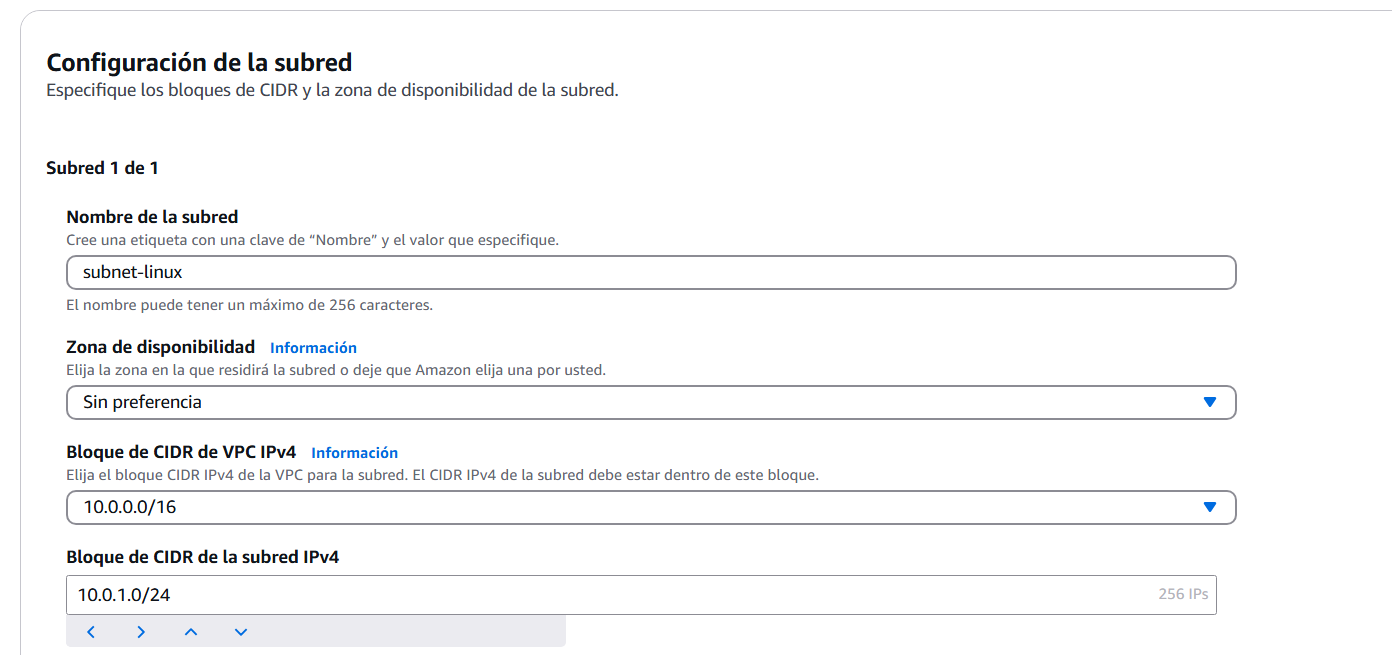 Configuración de la subred
Especifique los bloques de CIDR y la zona de disponibilidad de la subred.
Subred 1 de 1
Nombre de la subred
Cree una etiqueta con una clave de “Nombre” y el valor que especifique.
subnet-linux
El nombre puede tener un máximo de 256 caracteres.
Zona de disponibilidad Información
Elija la zona en la que residirá la subred o deje que Amazon elija una por usted.
Sin preferencia
Bloque de CIDR de VPC IPv4 Información
Elija el bloque CIDR IPv4 de la VPC para la subred. El CIDR IPv4 de la subred debe estar dentro de este bloque.
10.0.0.0/16
Bloque de CIDR de la subred IPv4
10.0.1.0/24 256 IPs